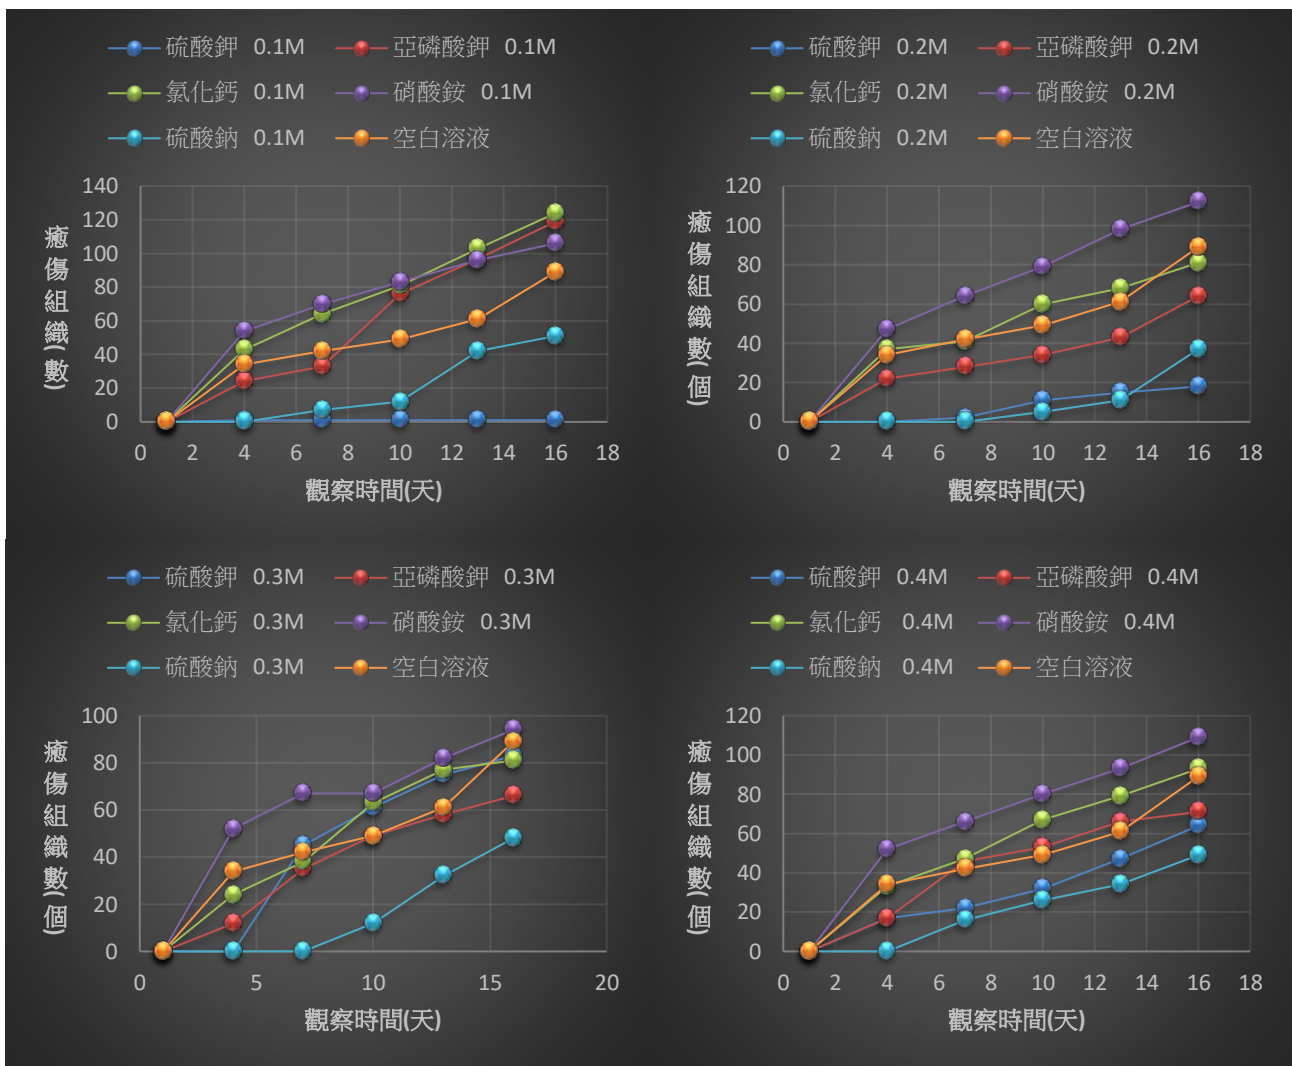 硫酸鉀 0.1M 亞磷酸鉀 0.1M
氯化鈣 0.1M 硝酸銨 0.1M
硫酸鈉 0.1M 空白溶液
140
120
100
80
60
40
20
0
癒傷組織(數)
0 2 4 6 8 10 12 14 16 18
觀察時間(天)
硫酸鉀 0.2M 亞磷酸鉀 0.2M
氯化鈣 0.2M 硝酸銨 0.2M
硫酸鈉 0.2M 空白溶液
120
100
80
60
40
20
0
癒傷組織數(個)
0 2 4 6 8 10 12 14 16 18
觀察時間(天)
硫酸鉀 0.3M 亞磷酸鉀 0.3M
氯化鈣 0.3M 硝酸銨 0.3M
硫酸鈉 0.3M 空白溶液
100
80
60
40
20
0
癒傷組織數(個)
0 5 10 15 20
觀察時間(天)
硫酸鉀 0.4M 亞磷酸鉀 0.4M
氯化鈣 0.4M 硝酸銨 0.4M
硫酸鈉 0.4M 空白溶液
120
100
80
60
40
20
0
癒傷組織數(個)
0 2 4 6 8 10 12 14 16 18
觀察時間(天)